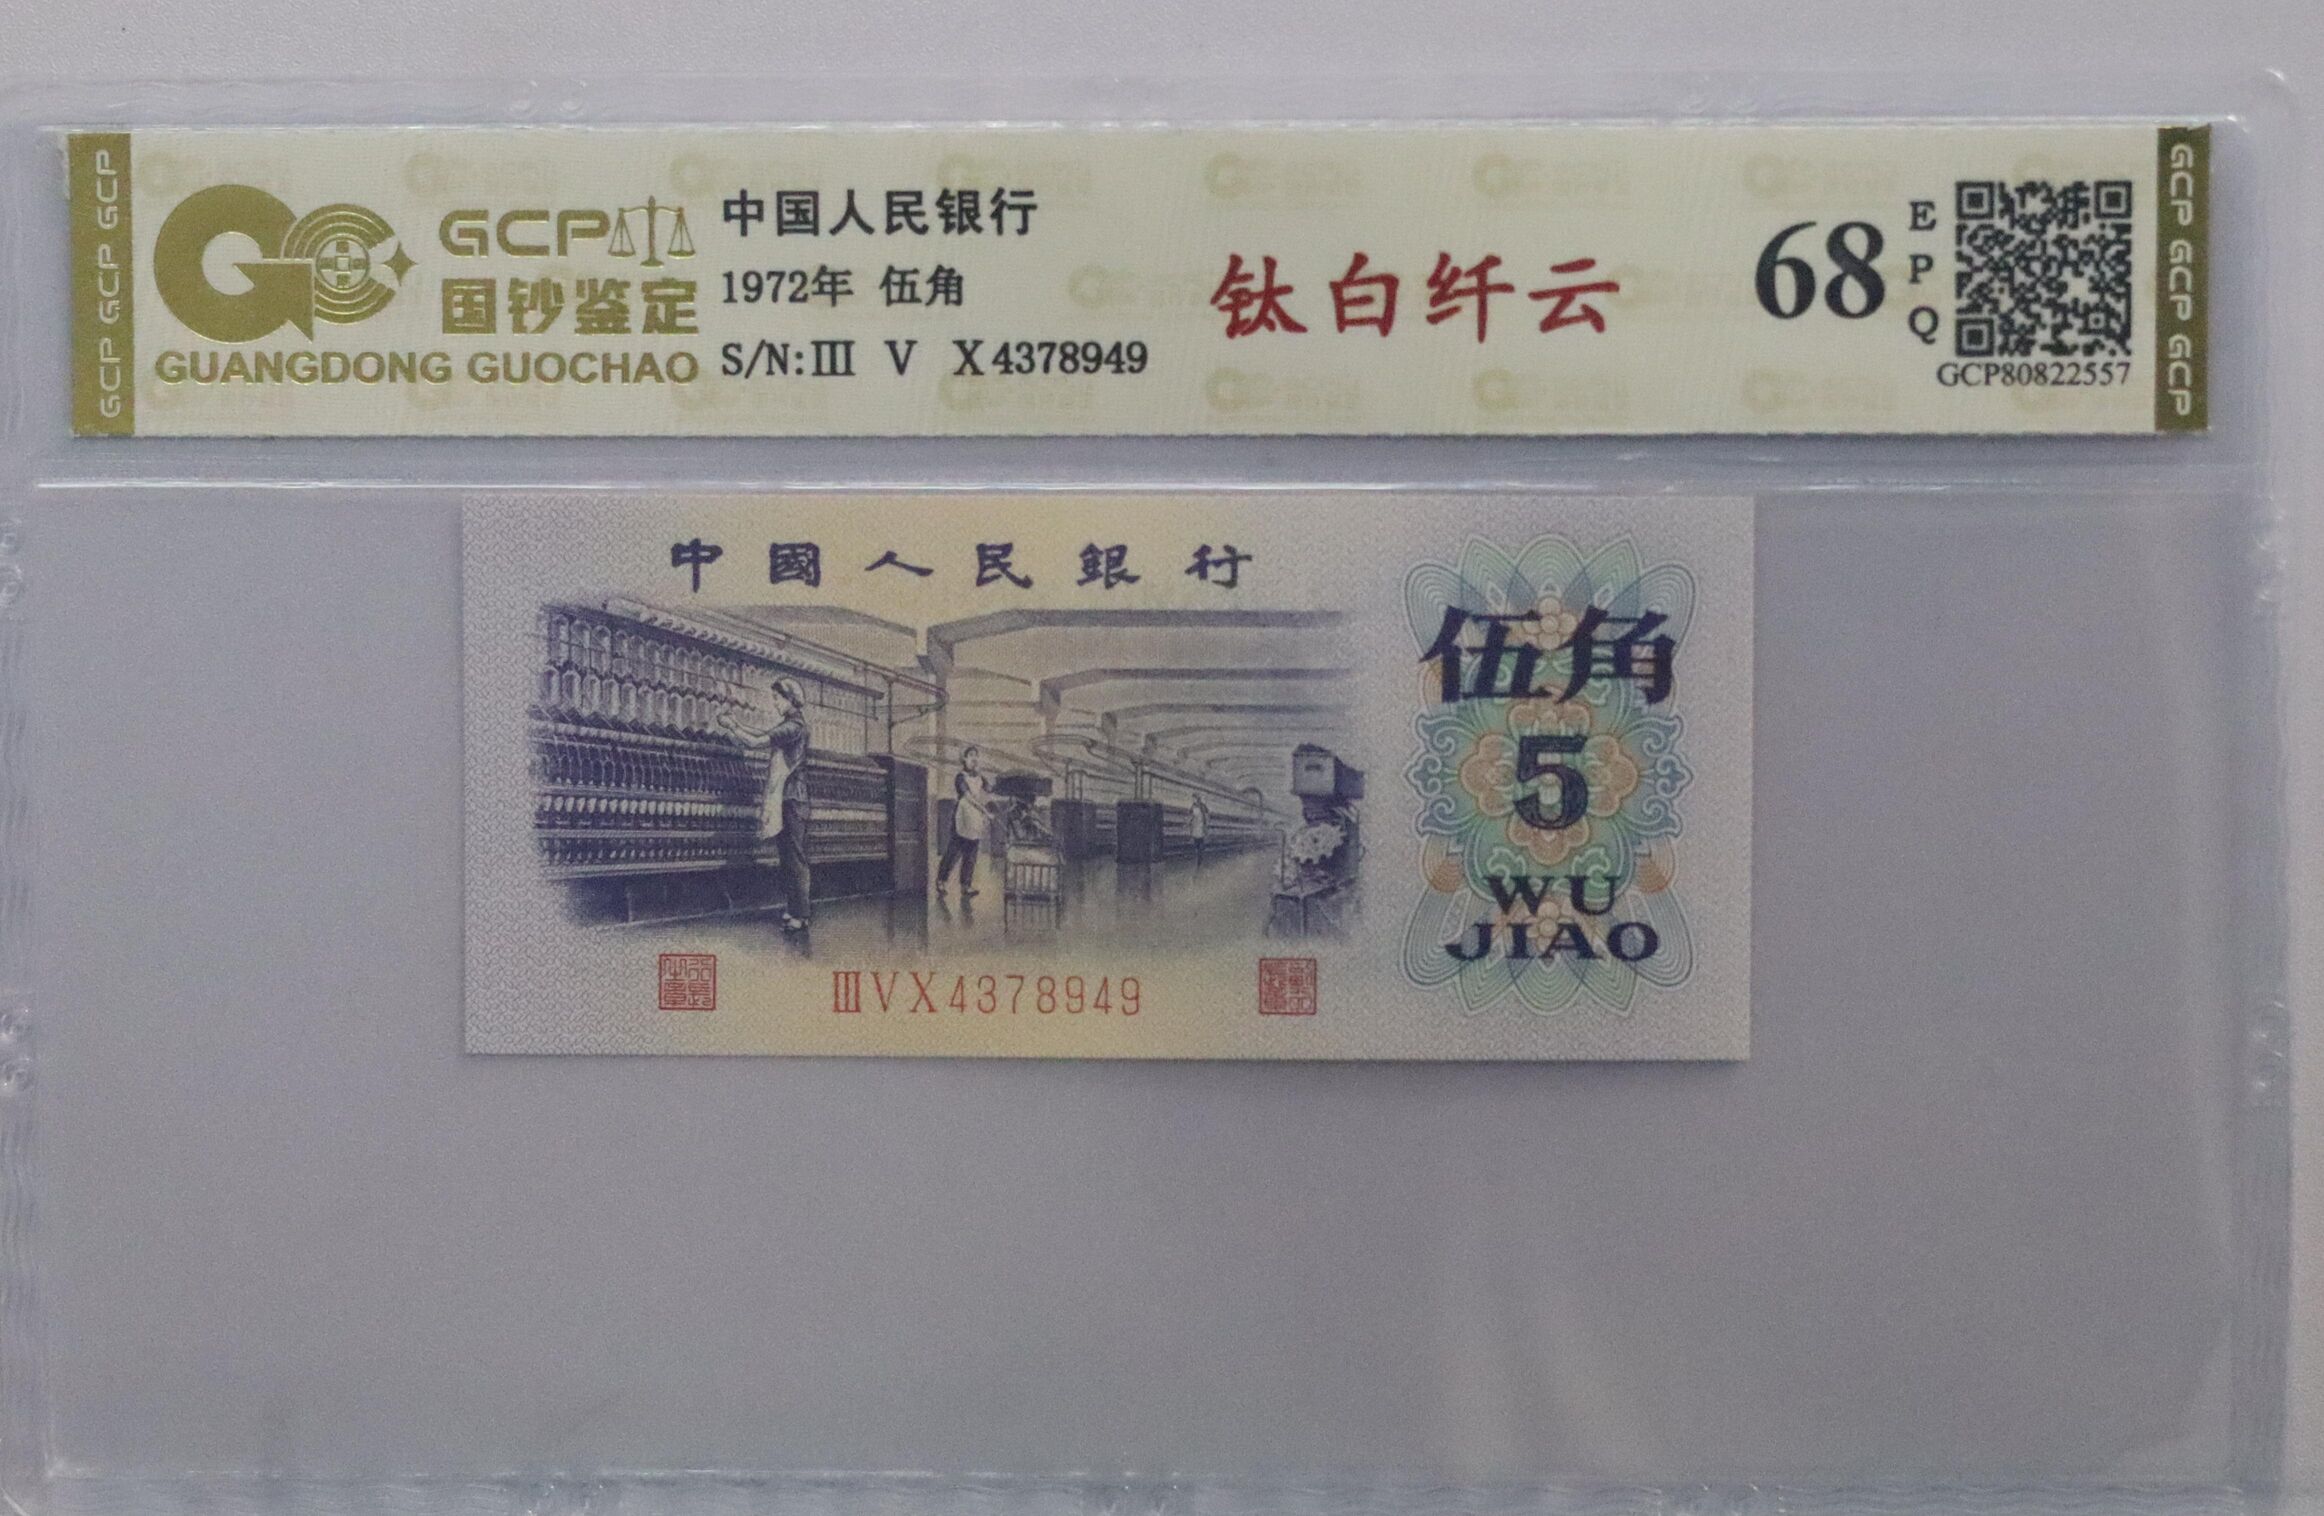 GCP GCP GCP
GCP
国钞鉴定
GUANGDONG GUOCHAO
中国人民银行
1972年 伍角
S/N:Ⅲ V X4378949
钛白纤云
68
EPQ
GCP80822557
GCP GCP GCP
中國人民銀行
伍角
5
WU
JIAO
ⅢVX4378949